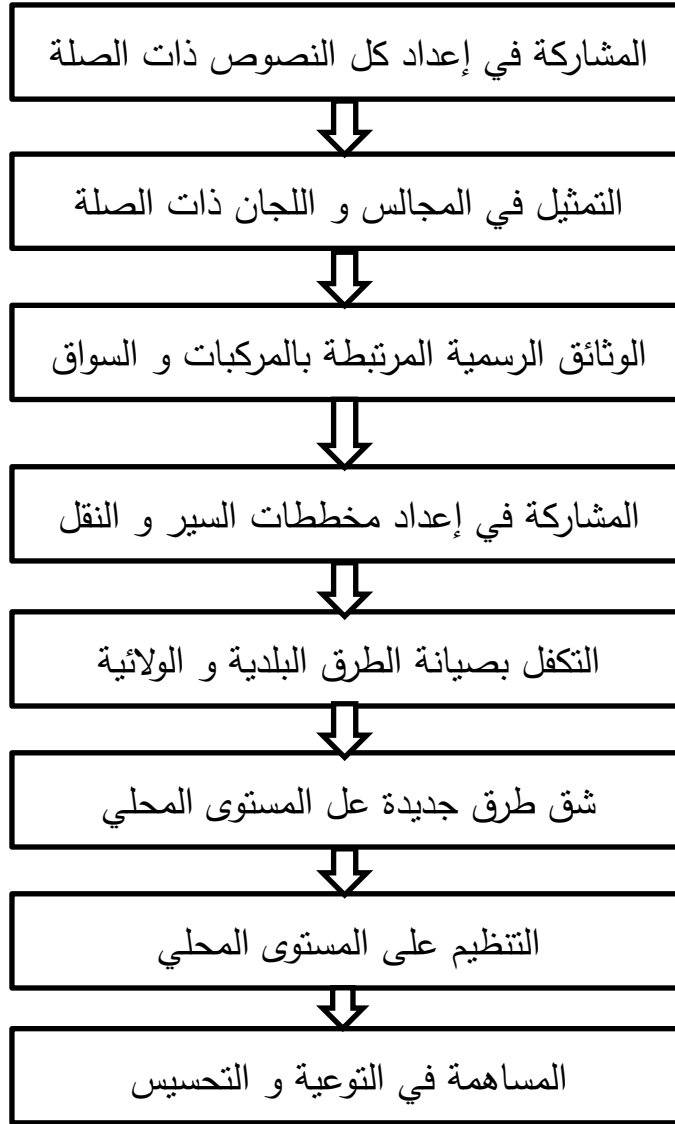 المشاركة في إعداد كل النصوص ذات الصلة
التمثيل في المجالس و اللجان ذات الصلة
الوثائق الرسمية المرتبطة بالمركبات و السواق
المشاركة في إعداد مخططات السير و النقل
التكفل بصيانة الطرق البلدية و الولائية
شق طرق جديدة عل المستوى المحلي
التنظيم على المستوى المحلي
المساهمة في التوعية و التحسيس